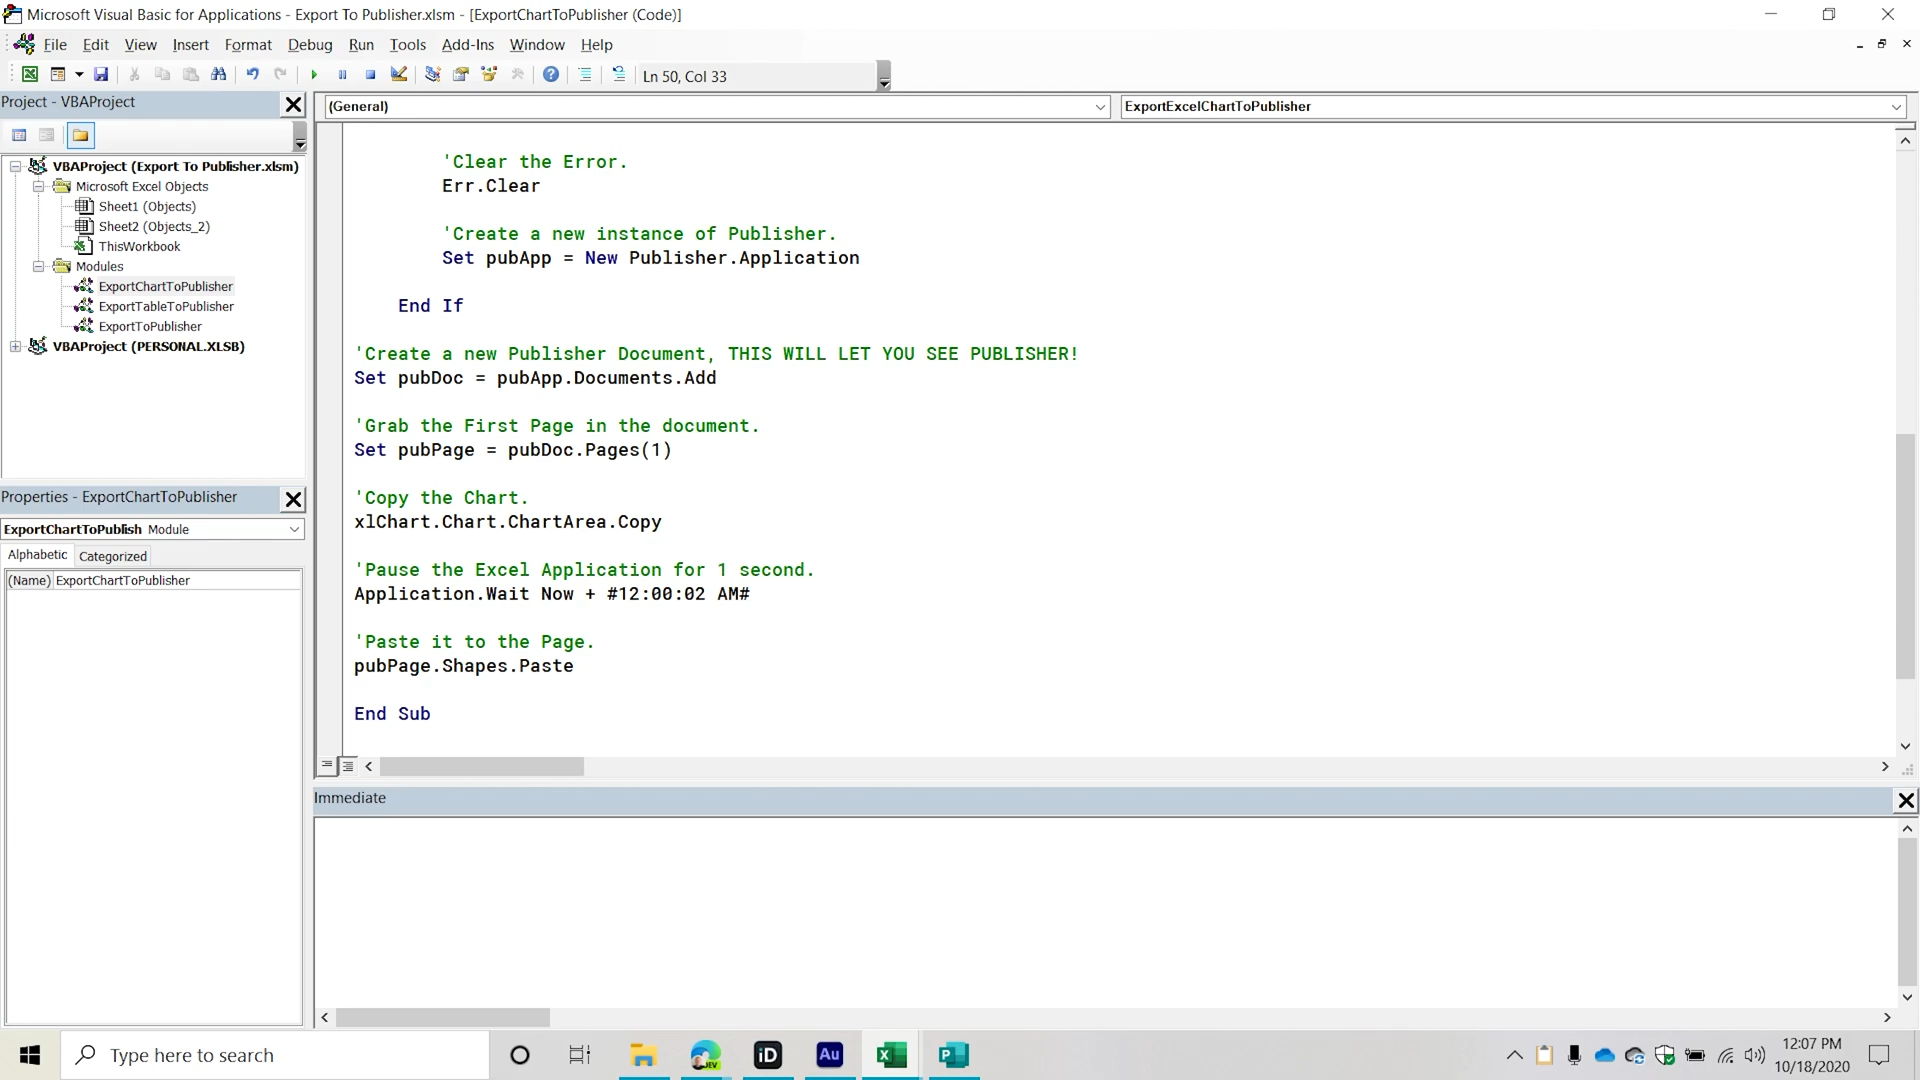 Microsoft Visual Basic for Applications - Export To Publisher.xlsm - [ExportChartToPublisher (Code)]
File Edit View Insert Format Debug Run Tools Add-Ins Window Help
Ln 50, Col 33
Project - VBAProject
(General)
ExportExcelChartToPublisher
VBAProject (Export To Publisher.xlsm)
Microsoft Excel Objects
Sheet1 (Objects)
Sheet2 (Objects_2)
ThisWorkbook
Modules
ExportChartToPublisher
ExportTableToPublisher
ExportToPublisher
VBAProject (PERSONAL.XLSB)
Properties - ExportChartToPublisher
ExportChartToPublish Module
Alphabetic Categorized
(Name) ExportChartToPublisher
'Clear the Error.
Err.Clear
'Create a new instance of Publisher.
Set pubApp = New Publisher.Application
End If
'Create a new Publisher Document, THIS WILL LET YOU SEE PUBLISHER!
Set pubDoc = pubApp.Documents.Add
'Grab the First Page in the document.
Set pubPage = pubDoc.Pages(1)
'Copy the Chart.
xlChart.Chart.ChartArea.Copy
'Pause the Excel Application for 1 second.
Application.Wait Now + #12:00:02 AM#
'Paste it to the Page.
pubPage.Shapes.Paste
End Sub
Immediate
Type here to search
DEV
iD
Au
12:07 PM
10/18/2020